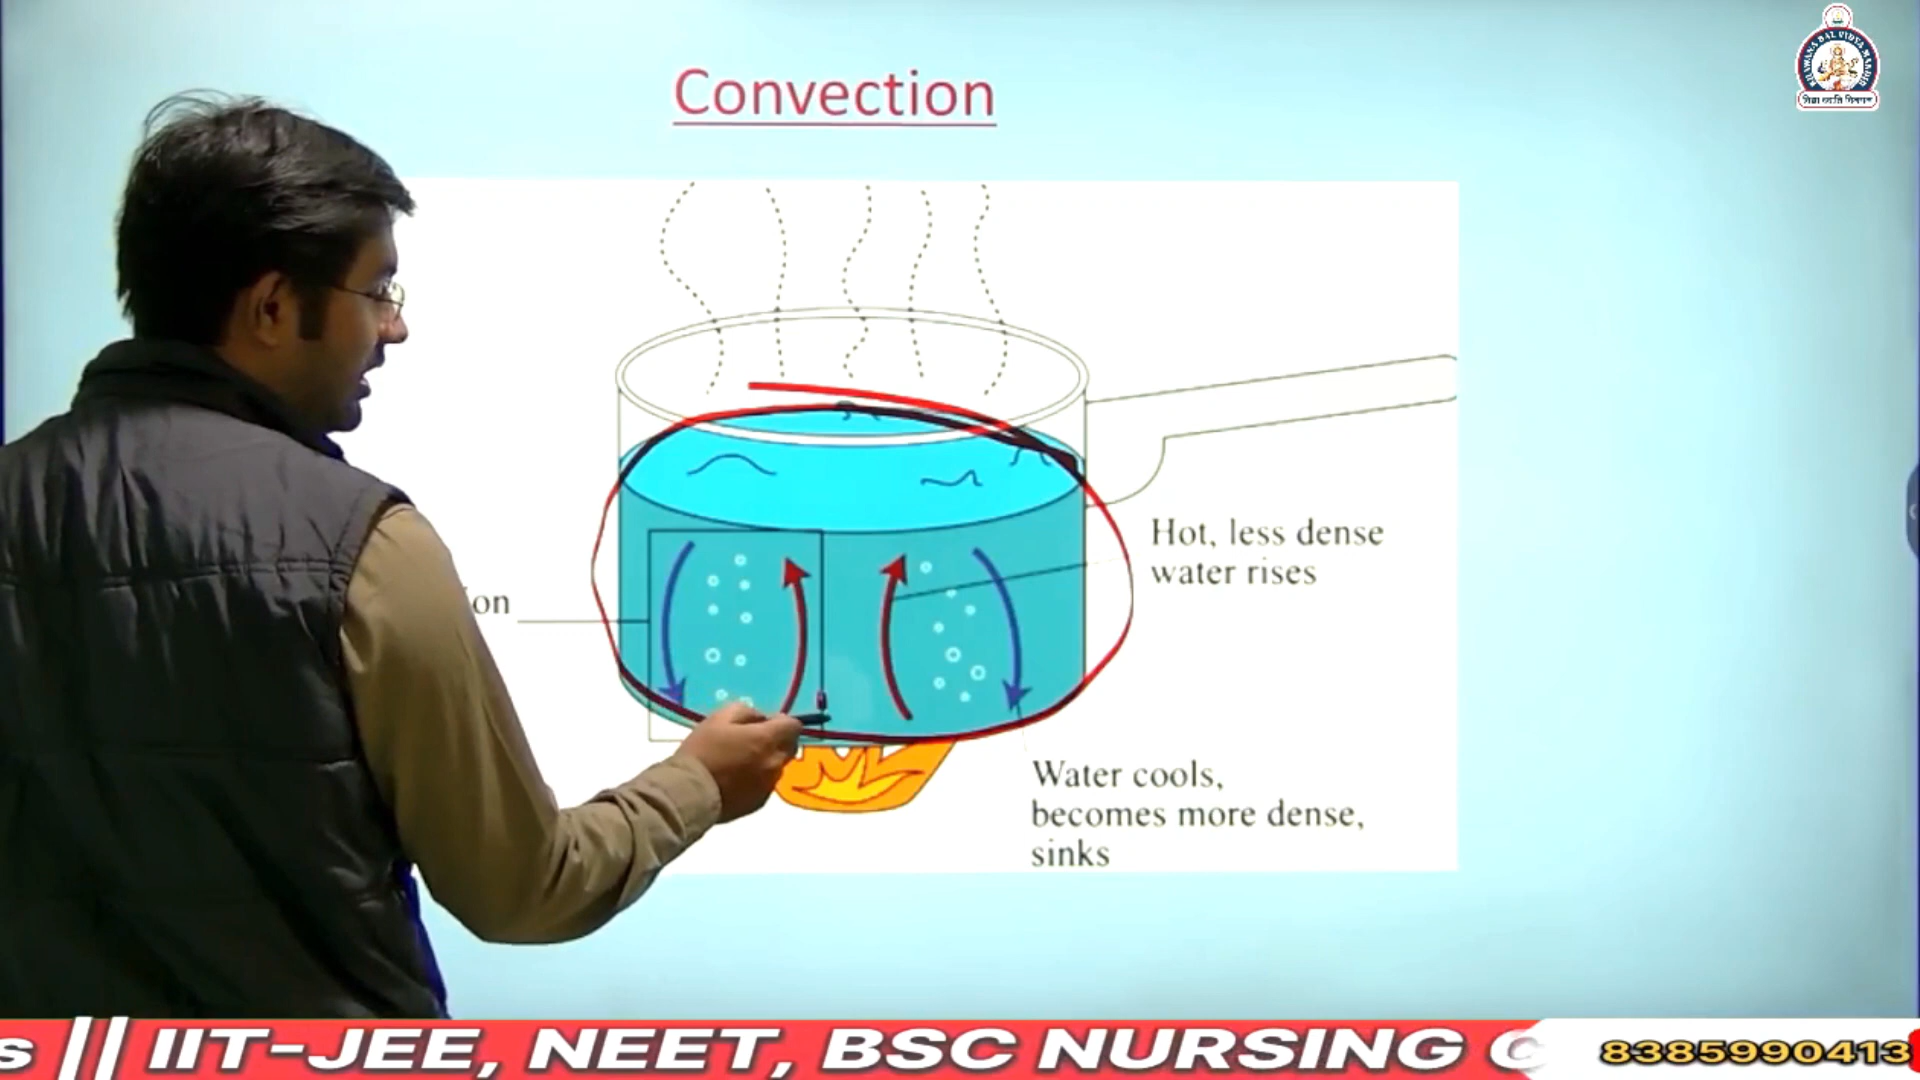 Convection
Hot, less dense
water rises
on
Water cools,
becomes more dense,
sinks
s || IIT-JEE, NEET, BSC NURSING C
8385990413